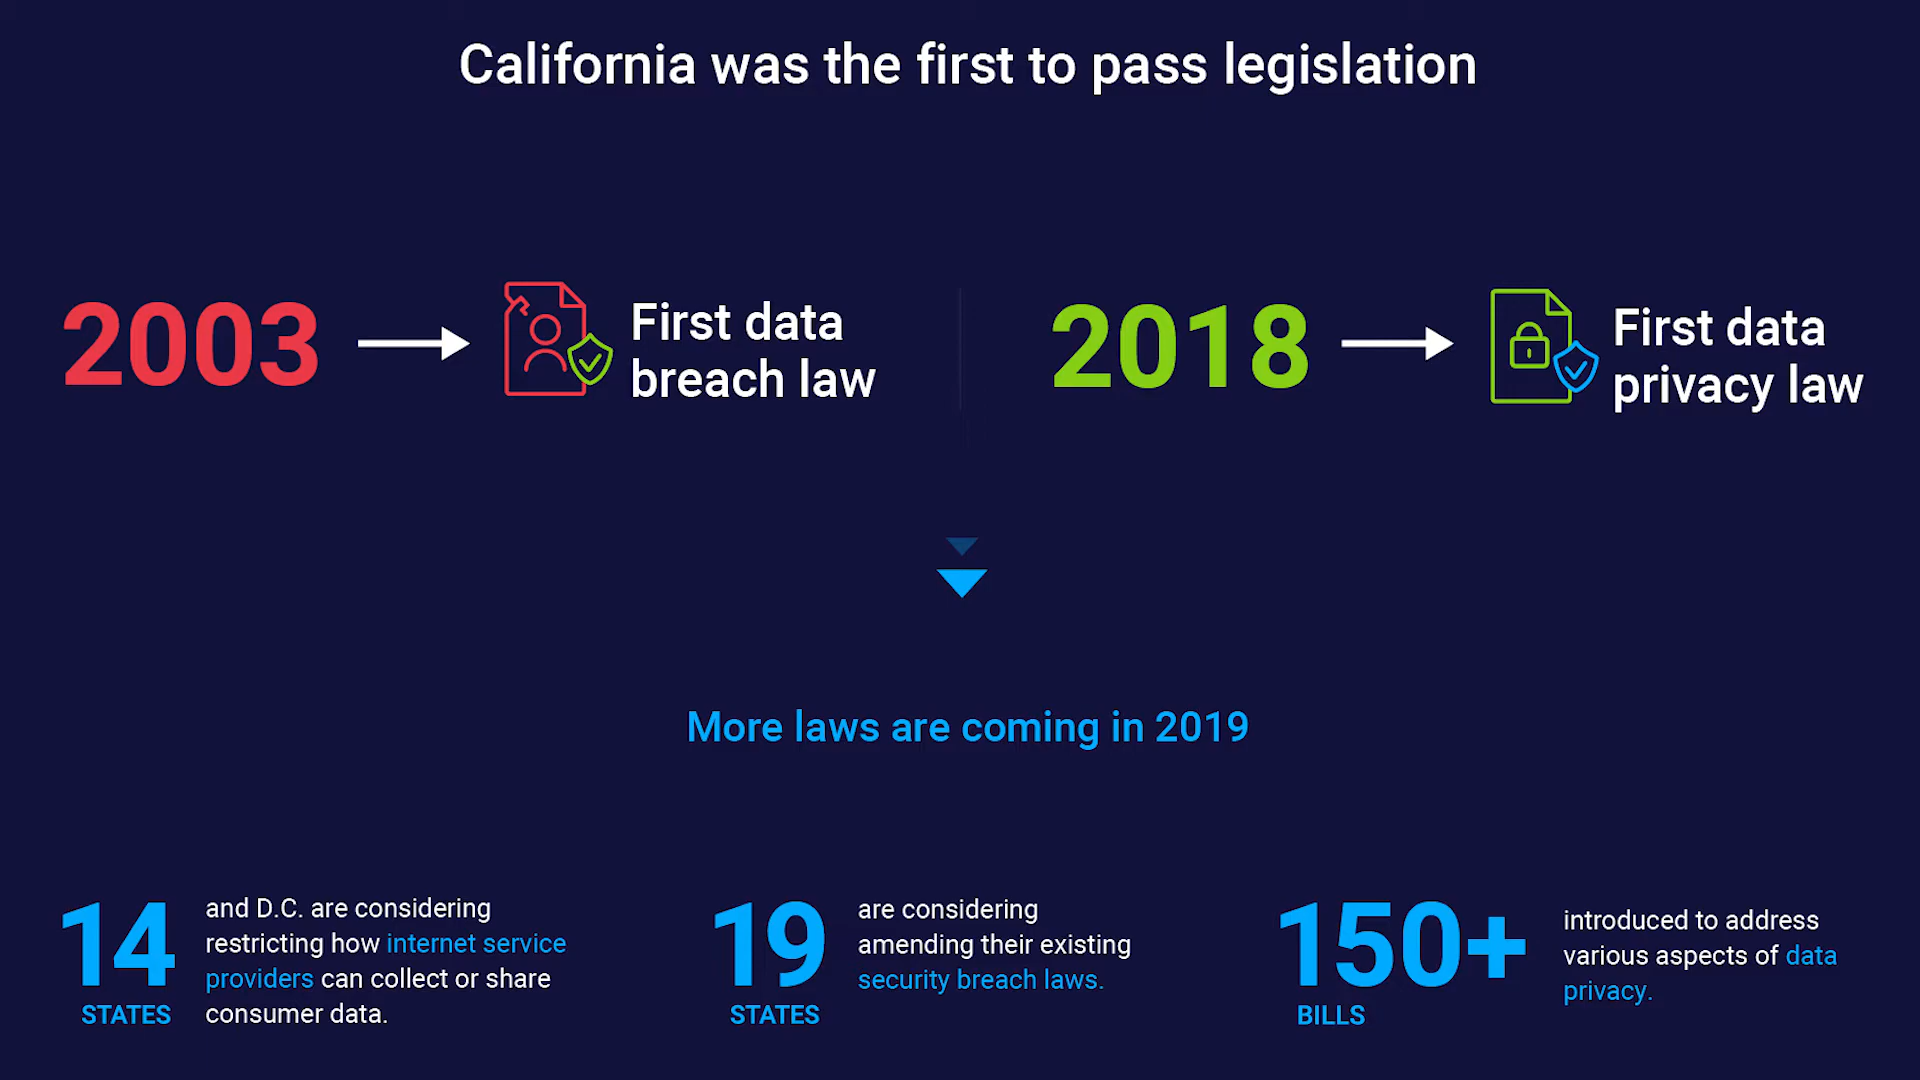 California was the first to pass legislation
2003
First data
breach law
2018
First data
privacy law
More laws are coming in 2019
14
STATES
and D.C. are considering
restricting how internet service
providers can collect or share
consumer data.
19
STATES
are considering
amending their existing
security breach laws.
150+
BILLS
introduced to address
various aspects of data
privacy.